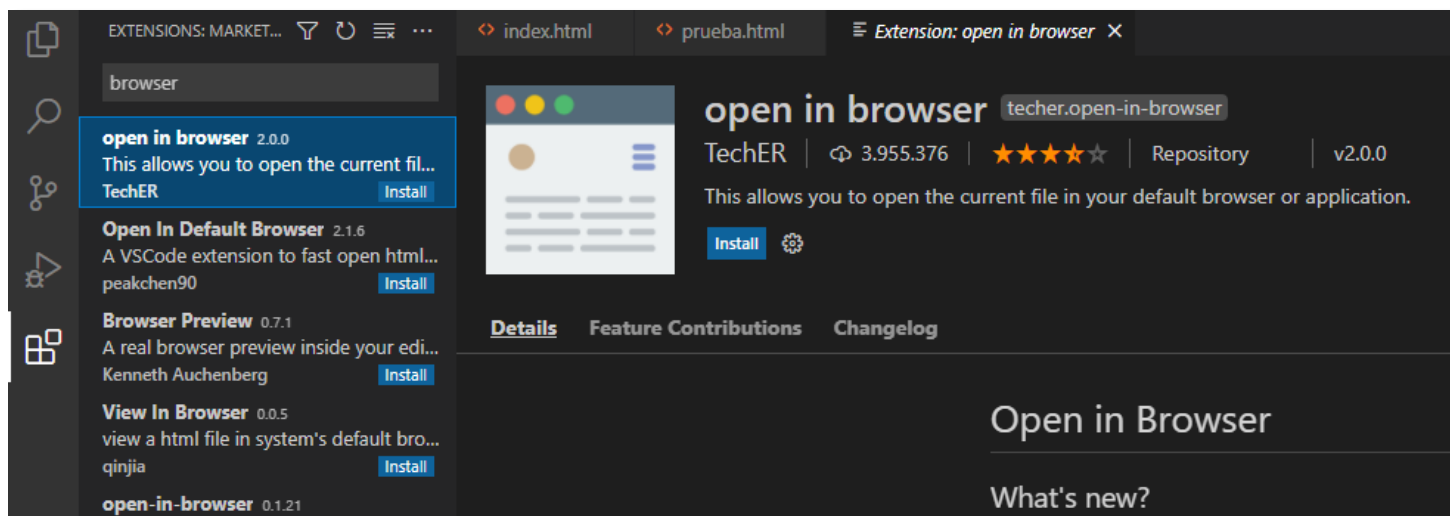 EXTENSIONS: MARKET...
browser
open in browser 2.0.0
This allows you to open the current fil...
TechER Install
Open In Default Browser 2.1.6
A VSCode extension to fast open html...
peakchen90 Install
Browser Preview 0.7.1
A real browser preview inside your edi...
Kenneth Auchenberg Install
View In Browser 0.0.5
view a html file in system's default bro...
qinjia Install
open-in-browser 0.1.21
index.html prueba.html Extension: open in browser
open in browser techer.open-in-browser
TechER 3.955.376 Repository v2.0.0
This allows you to open the current file in your default browser or application.
Install
Details Feature Contributions Changelog
Open in Browser
What's new?